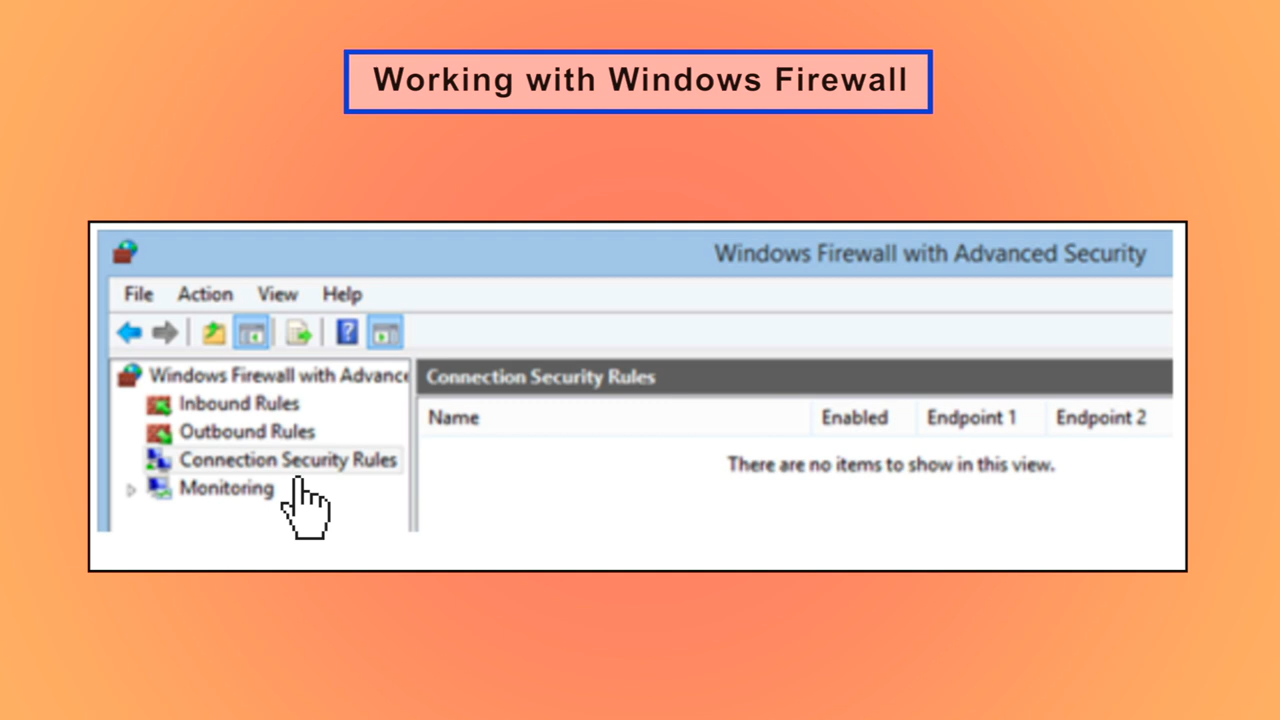 Working with Windows Firewall
Windows Firewall with Advanced Security
File Action View Help
Windows Firewall with Advance
Inbound Rules
Outbound Rules
Connection Security Rules
Monitoring
Connection Security Rules
Name Enabled Endpoint 1 Endpoint 2
There are no items to show in this view.